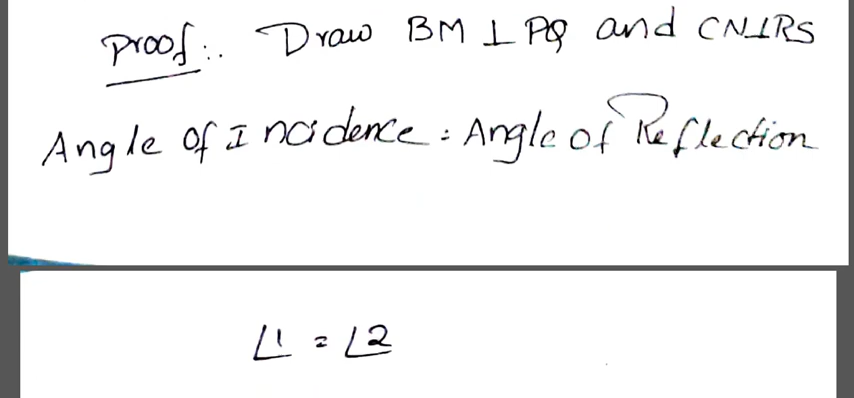 Proof:. Draw BM ⊥ PQ and CN⊥RS
Angle of Incidence = Angle of Reflection
∠1 = ∠2